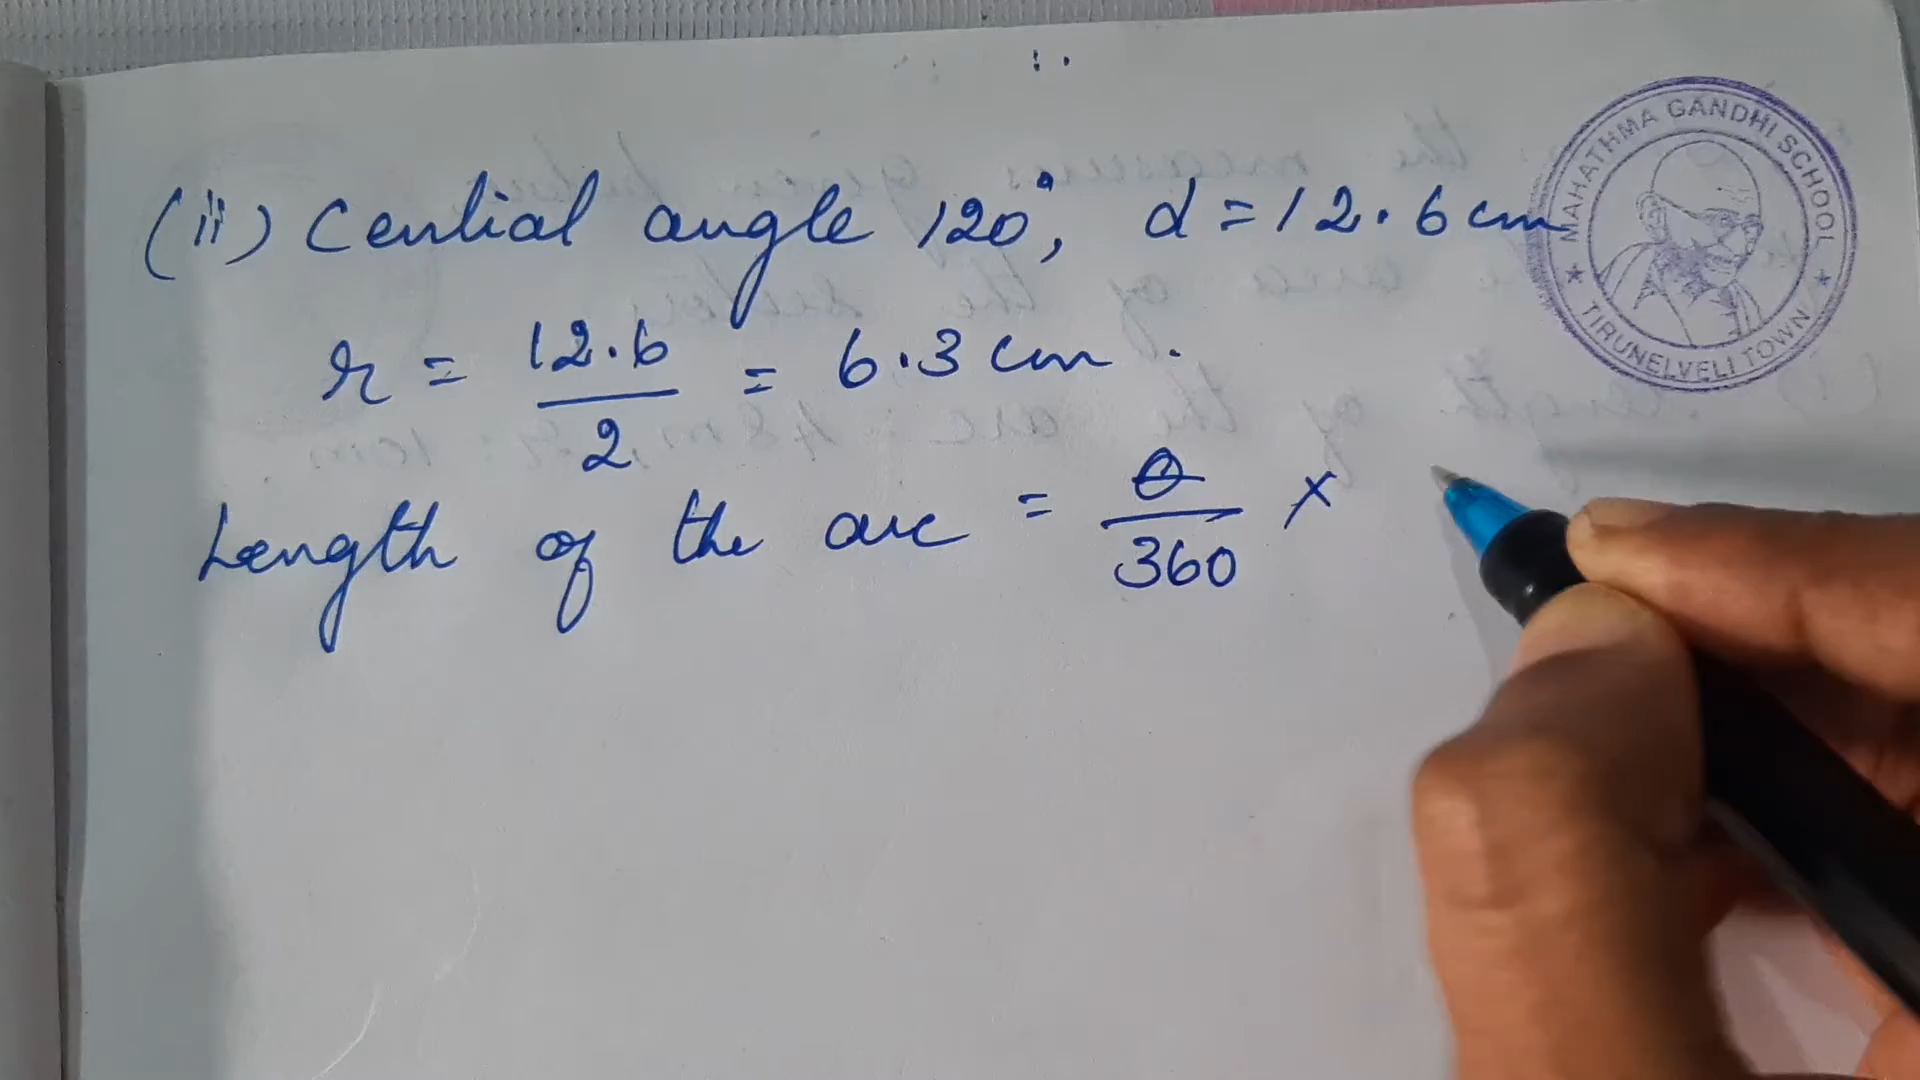 (ii) Central angle 120°, d = 12.6 cm
r = 12.6/2 = 6.3 cm.
Length of the arc = θ/360 ×
MAHATHMA GANDHI SCHOOL
★ TIRUNELVELI TOWN ★